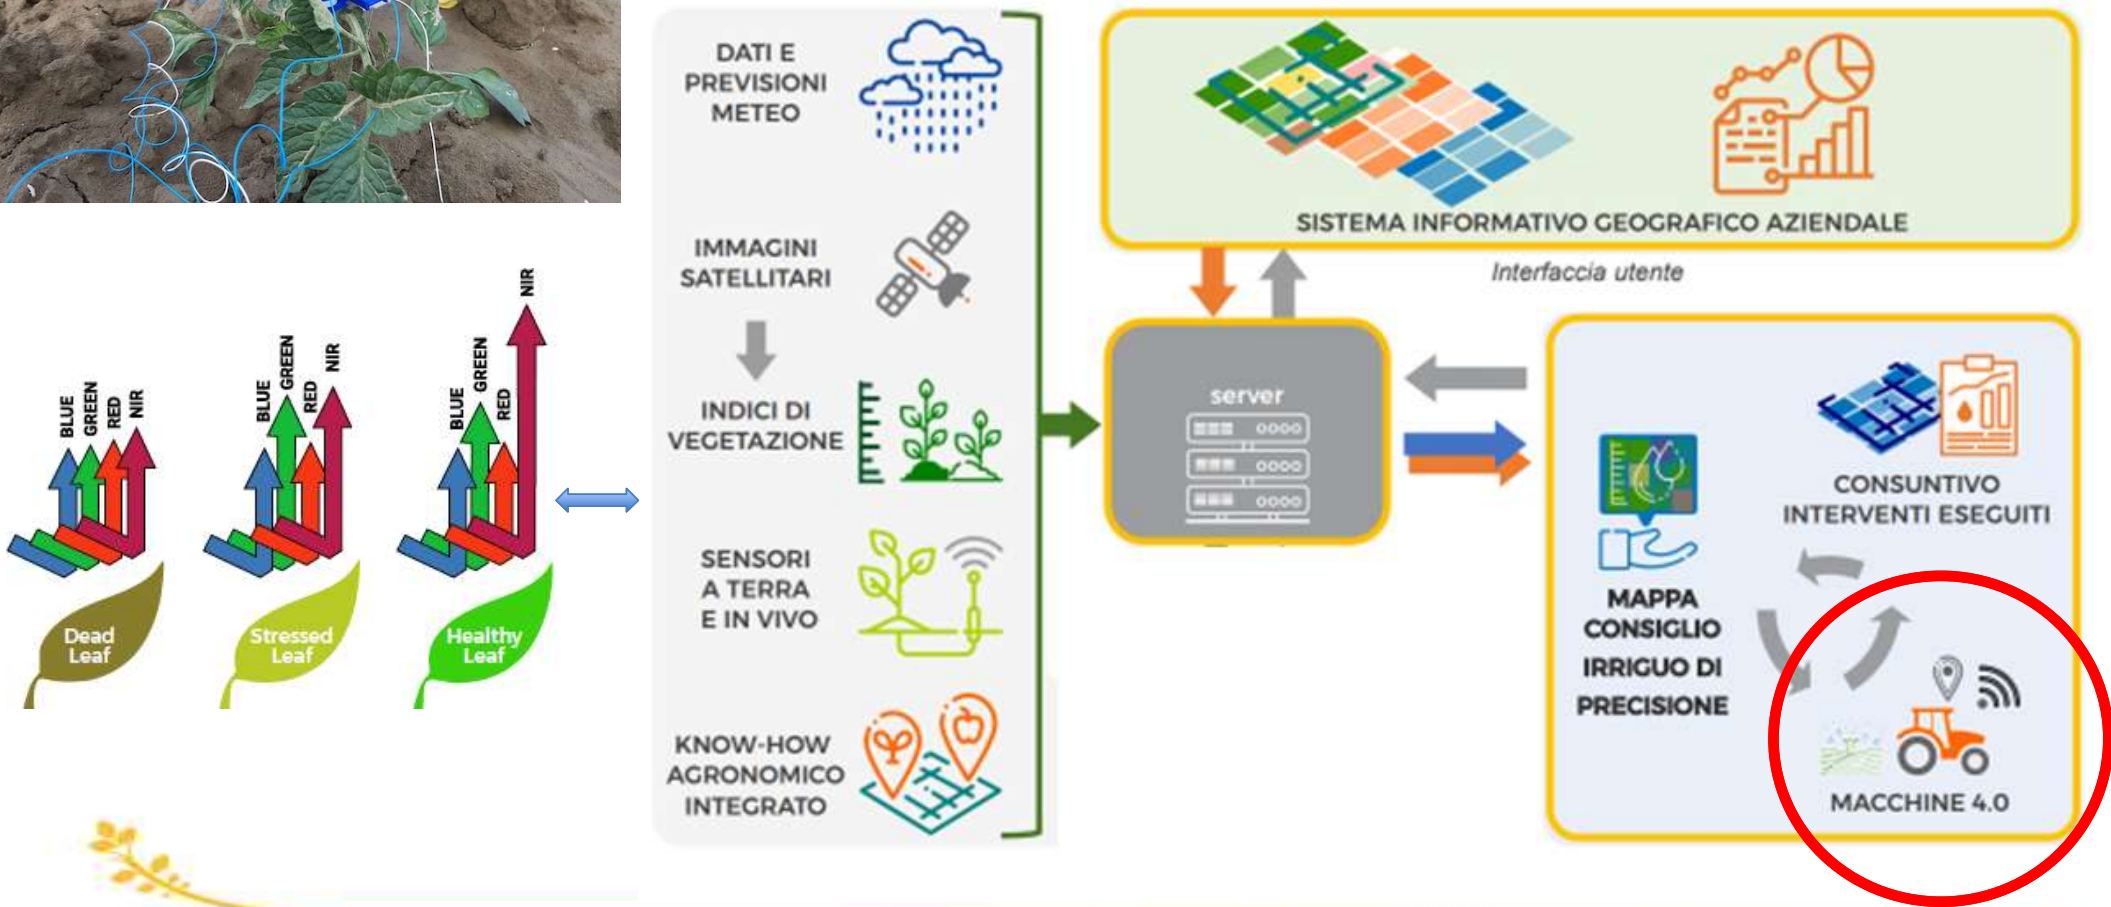 DATI E
PREVISIONI
METEO
IMMAGINI
SATELLITARI
INDICI DI
VEGETAZIONE
SENSORI
A TERRA
E IN VIVO
KNOW-HOW
AGRONOMICO
INTEGRATO
SISTEMA INFORMATIVO GEOGRAFICO AZIENDALE
Interfaccia utente
server
CONSUNTIVO
INTERVENTI ESEGUITI
MAPPA
CONSIGLIO
IRRIGUO DI
PRECISIONE
MACCHINE 4.0
BLUE
GREEN
RED
NIR
Dead
Leaf
BLUE
GREEN
RED
NIR
Stressed
Leaf
BLUE
GREEN
RED
NIR
Healthy
Leaf